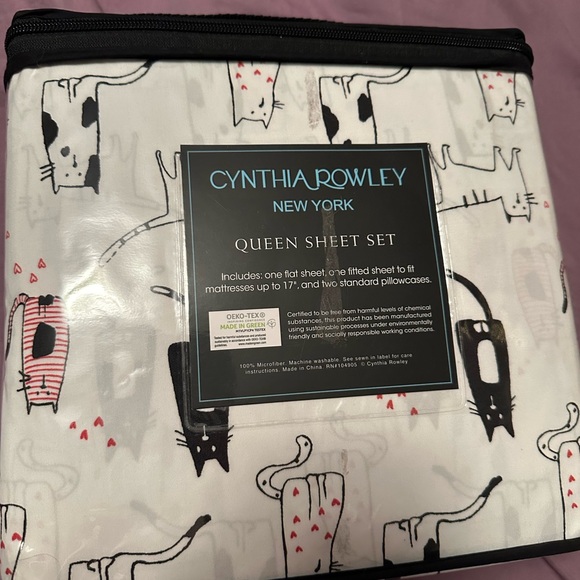 CYNTHIA ROWLEY
NEW YORK
QUEEN SHEET SET
Includes: one flat sheet, one fitted sheet to fit
mattresses up to 17", and two standard pillowcases.
OEKO-TEX®
MADE IN GREEN
Certified to be free from harmful levels of chemical
substances, this product has been manufactured
using sustainable processes under environmentally
friendly and socially responsible working conditions.
100% Microfiber. Machine washable. See sewn in label for care
instructions. Made in China. RN#104905 © Cynthia Rowley